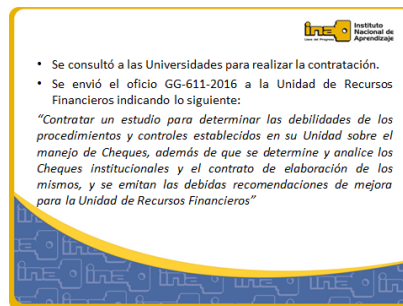 ina
Instituto
Nacional de
Aprendizaje
Llave del Progreso
• Se consultó a las Universidades para realizar la contratación.
• Se envió el oficio GG-611-2016 a la Unidad de Recursos
Financieros indicando lo siguiente:
“Contratar un estudio para determinar las debilidades de los
procedimientos y controles establecidos en su Unidad sobre el
manejo de Cheques, además de que se determine y analice los
Cheques institucionales y el contrato de elaboración de los
mismos, y se emitan las debidas recomendaciones de mejora
para la Unidad de Recursos Financieros”